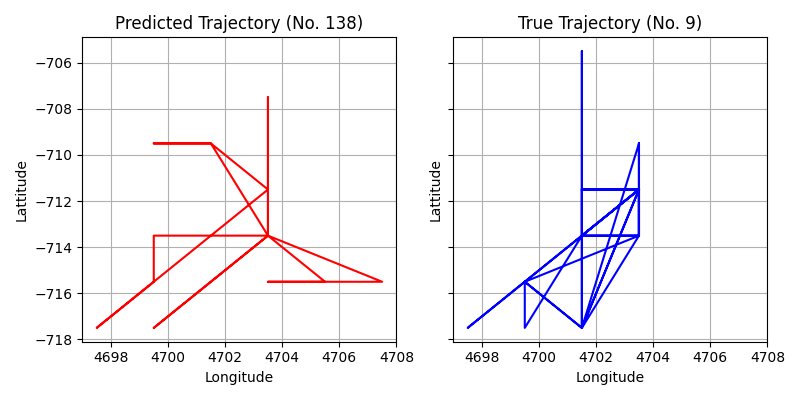 Predicted Trajectory (No. 138)
True Trajectory (No. 9)
Lattitude
−706
−708
−710
−712
−714
−716
−718
4698 4700 4702 4704 4706 4708
Longitude
Lattitude
4698 4700 4702 4704 4706 4708
Longitude